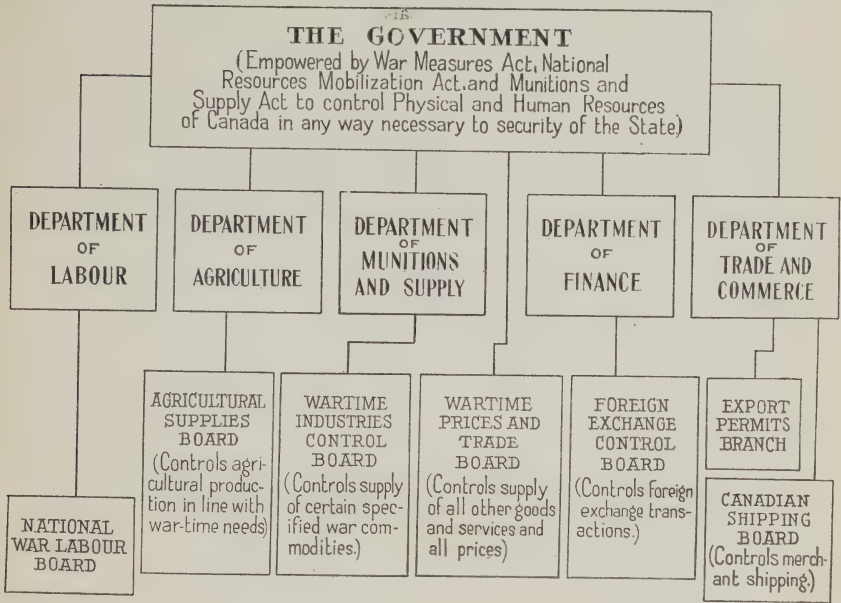 THE GOVERNMENT
(Empowered by War Measures Act, National
Resources Mobilization Act. and Munitions and
Supply Act to control Physical and Human Resources
of Canada in any way necessary to security of the State)
DEPARTMENT
OF
LABOUR
DEPARTMENT
OF
AGRICULTURE
DEPARTMENT
OF
MUNITIONS
AND SUPPLY
DEPARTMENT
OF
FINANCE
DEPARTMENT
OF
TRADE AND
COMMERCE
NATIONAL
WAR LABOUR
BOARD
AGRICULTURAL
SUPPLIES
BOARD
(Controls agri-
cultural produc-
tion in line with
war-time needs)
WARTIME
INDUSTRIES
CONTROL
BOARD
(Controls supply
of certain spec-
ified war com-
modities.)
WARTIME
PRICES AND
TRADE
BOARD
(Controls supply
of all other goods
and services and
all prices)
FOREIGN
EXCHANGE
CONTROL
BOARD
(Controls foreign
exchange trans-
actions.)
EXPORT
PERMITS
BRANCH
CANADIAN
SHIPPING
BOARD
(Controls merch-
ant shipping.)